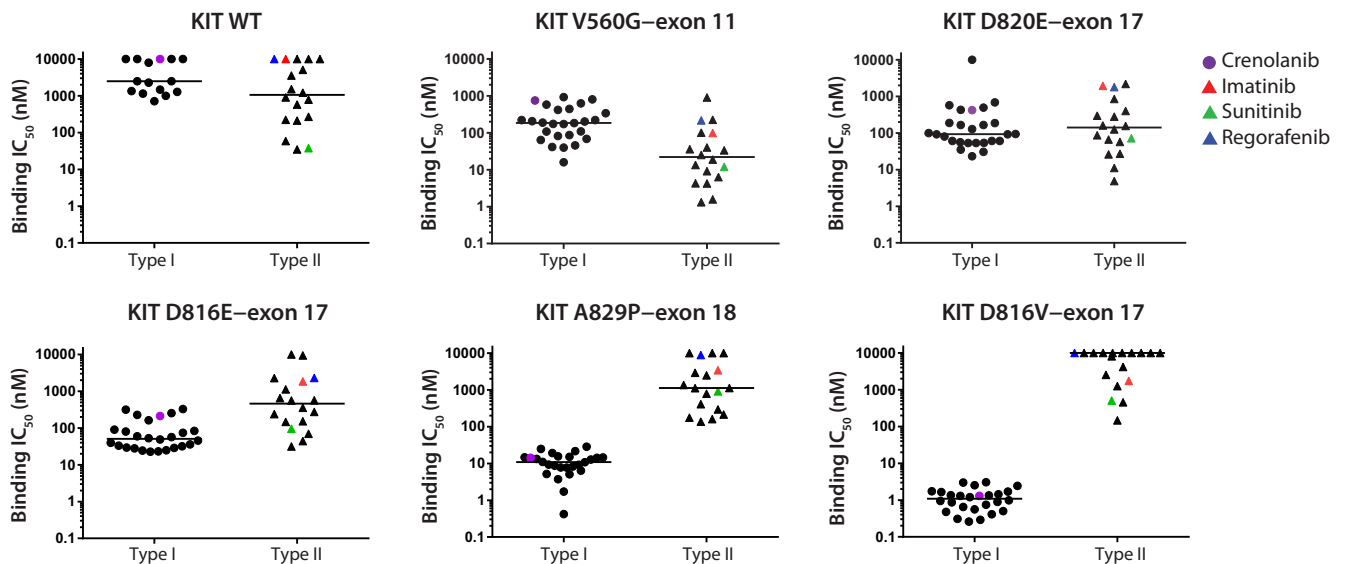 KIT WT
KIT V560G–exon 11
KIT D820E–exon 17
Binding IC50 (nM)
10000
1000
100
10
1
0.1
Type I
Type II
Binding IC50 (nM)
10000
1000
100
10
1
0.1
Type I
Type II
Binding IC50 (nM)
10000
1000
100
10
1
0.1
Type I
Type II
Crenolanib
Imatinib
Sunitinib
Regorafenib
KIT D816E–exon 17
KIT A829P–exon 18
KIT D816V–exon 17
Binding IC50 (nM)
10000
1000
100
10
1
0.1
Type I
Type II
Binding IC50 (nM)
10000
1000
100
10
1
0.1
Type I
Type II
Binding IC50 (nM)
10000
1000
100
10
1
0.1
Type I
Type II